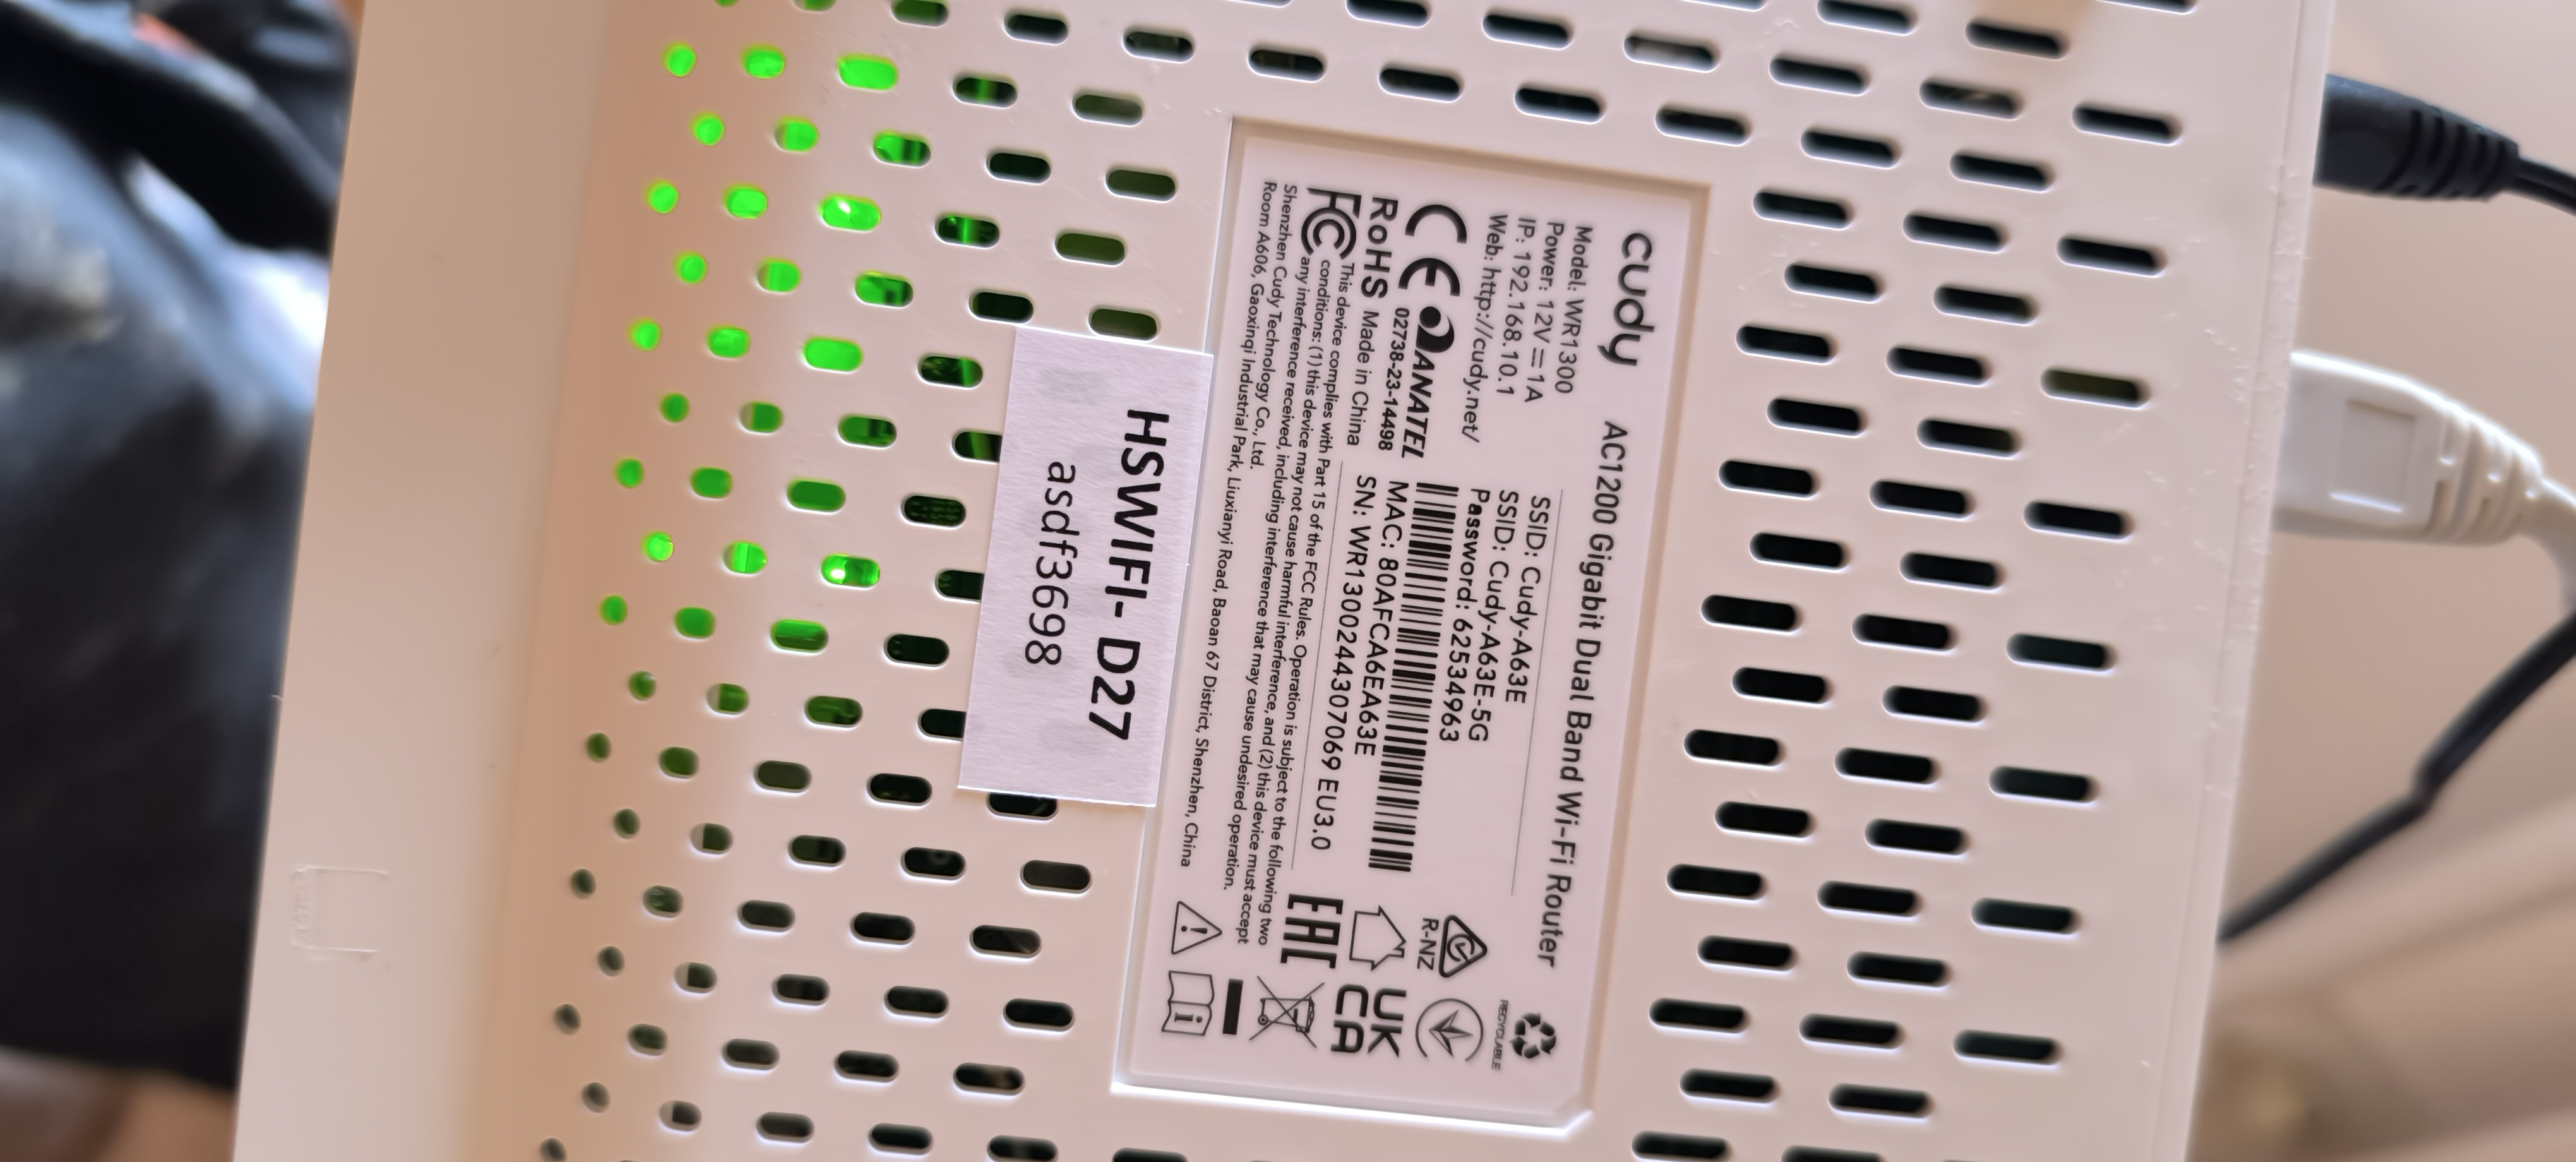 cudy AC1200 Gigabit Dual Band Wi-Fi Router
Model: WR1300
Power: 12V⎓1A
IP: 192.168.10.1
Web: http://cudy.net/
SSID: Cudy-A63E
SSID: Cudy-A63E-5G
Password: 62534963
MAC: 80AFCA6EA63E
SN: WR1300244307069 EU3.0
CE ANATEL
02738-23-14498
RoHS Made in China
FC This device complies with Part 15 of the FCC Rules. Operation is subject to the following two
conditions: (1) this device may not cause harmful interference, and (2) this device must accept
any interference received, including interference that may cause undesired operation.
Shenzhen Cudy Technology Co., Ltd.
Room A606, Gaoxinqi Industrial Park, Liuxianyi Road, Baoan 67 District, Shenzhen, China
RECYCLABLE
R-NZ
UK
CA
EAC
HSWIFI- D27
asdf3698